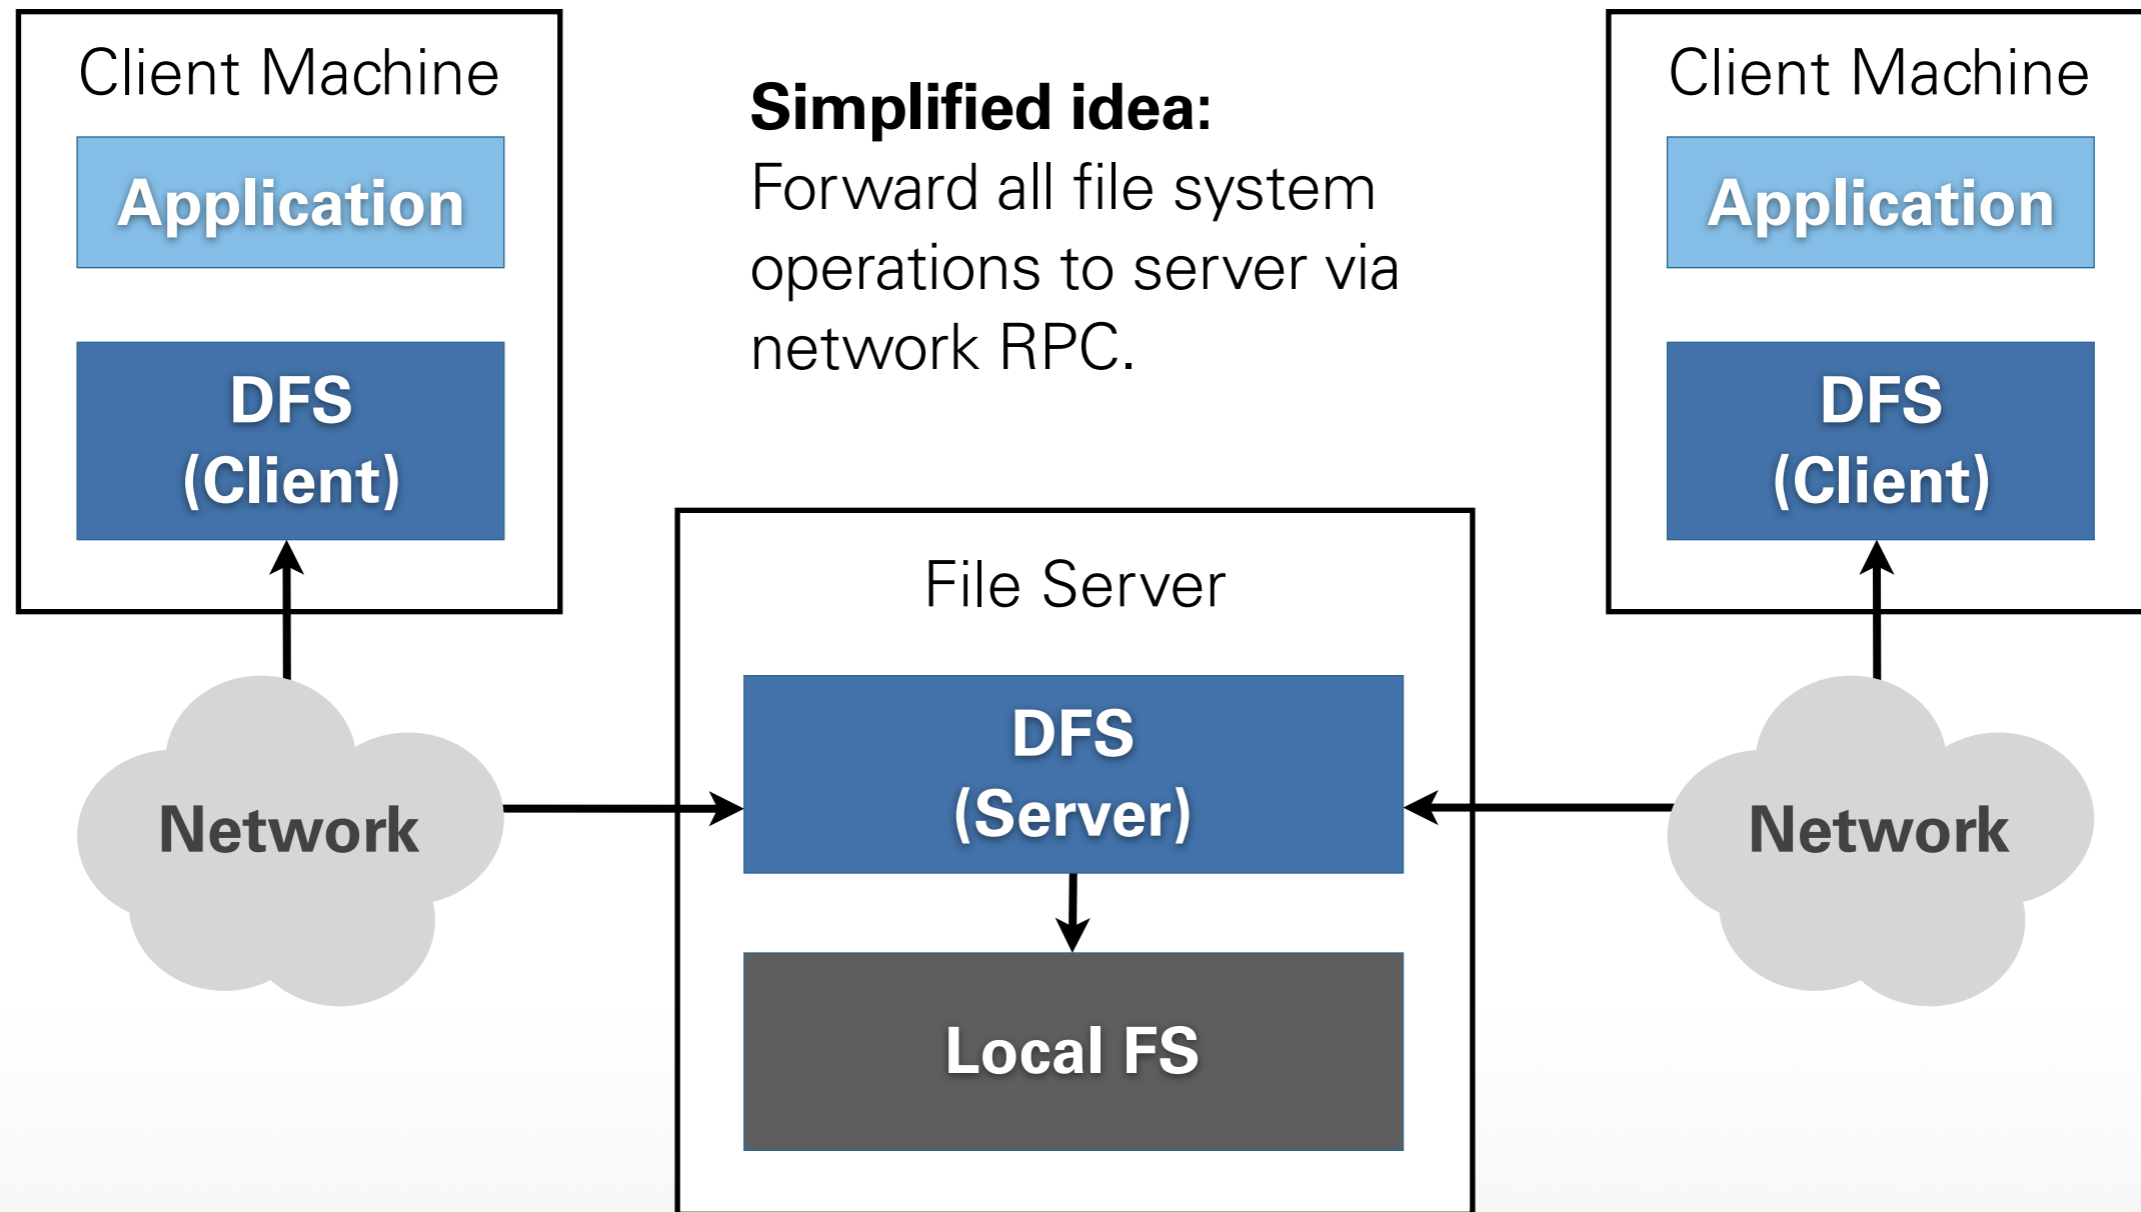 Client Machine
Application
DFS
(Client)
Network
Simplified idea:
Forward all file system
operations to server via
network RPC.
File Server
DFS
(Server)
Local FS
Client Machine
Application
DFS
(Client)
Network